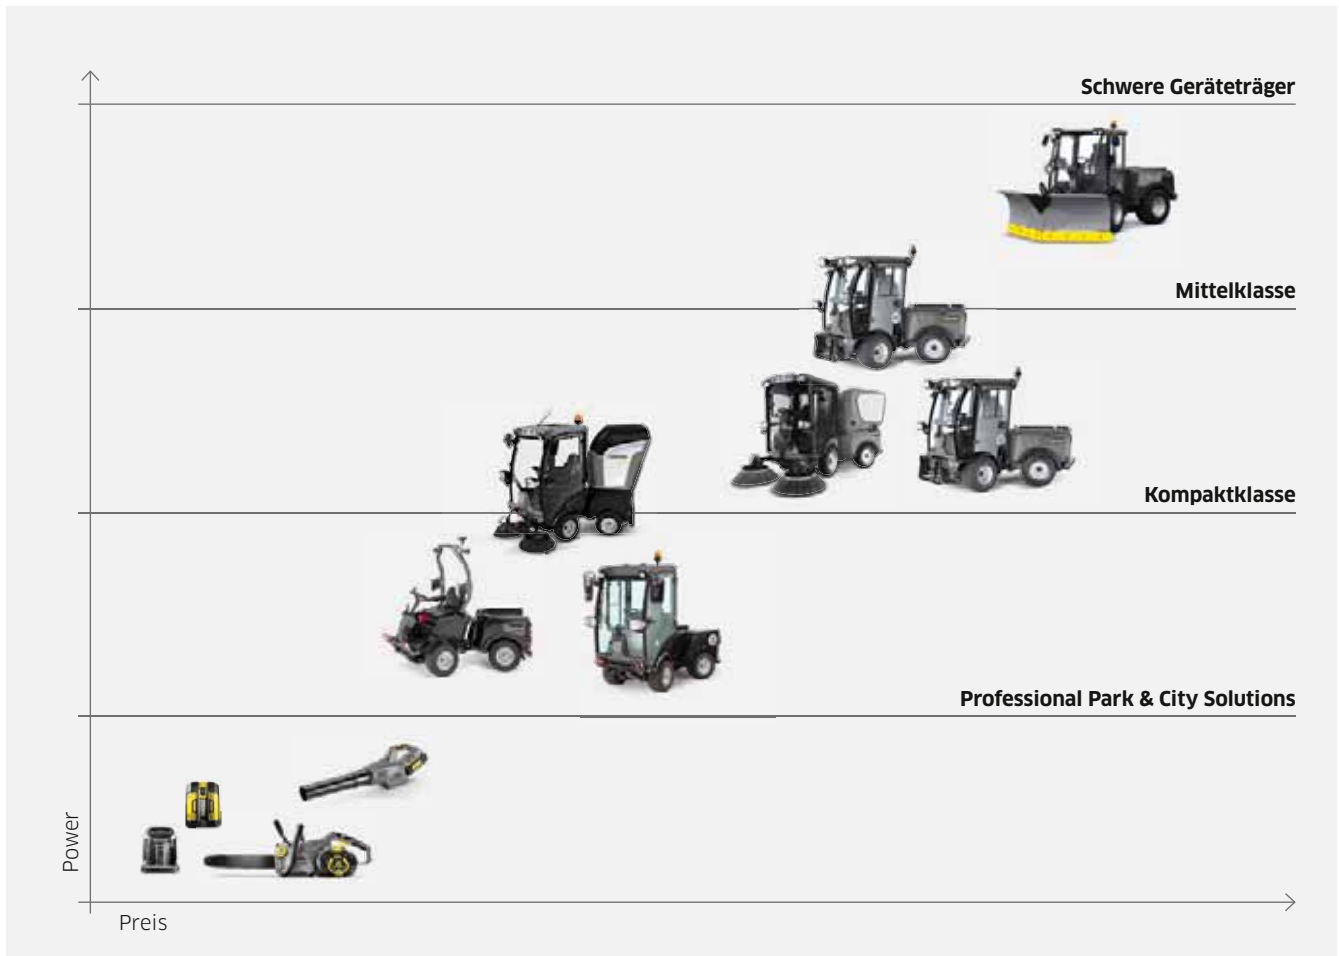 Schwere Geräteträger
Mittelklasse
Kompaktklasse
Professional Park & City Solutions
Power
Preis